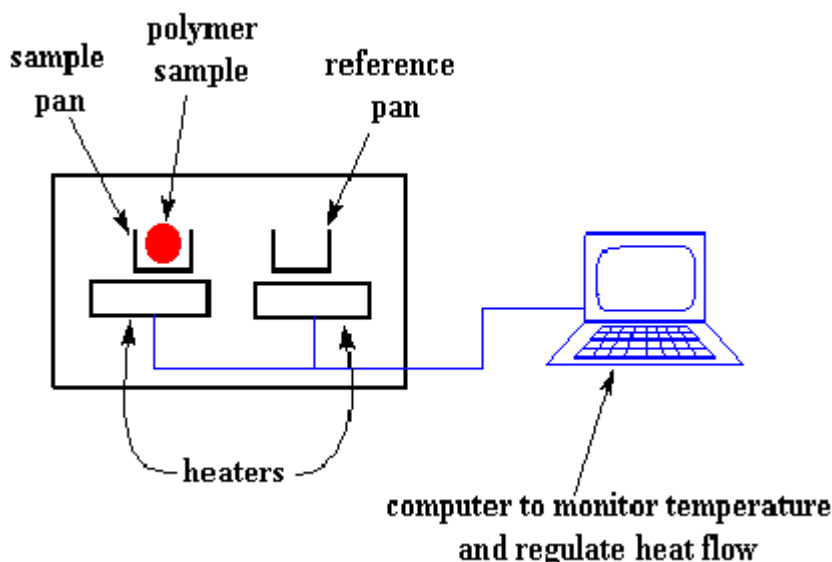 sample
pan
polymer
sample
reference
pan
heaters
computer to monitor temperature
and regulate heat flow